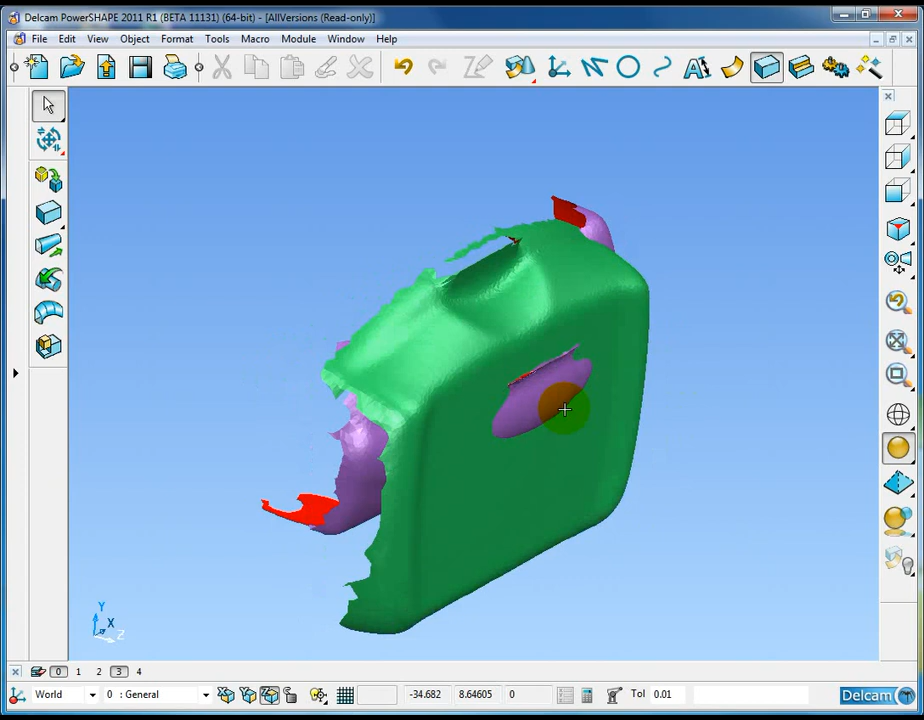 Delcam PowerSHAPE 2011 R1 (BETA 11131) (64-bit) - [AllVersions (Read-only)]
File Edit View Object Format Tools Macro Module Window Help
Y
X
Z
0 1 2 3 4
World 0 : General -34.682 8.64605 0 Tol 0.01 Delcam